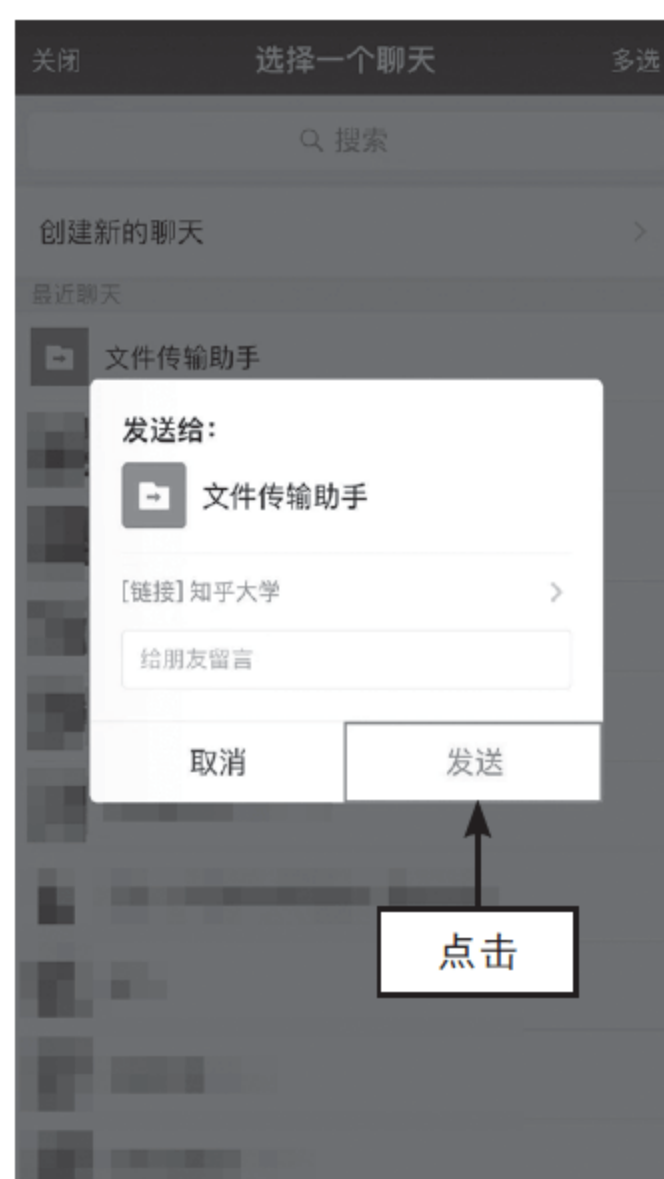 关闭 选择一个聊天 多选
搜索
创建新的聊天
最近聊天
文件传输助手
发送给：
文件传输助手
[链接] 知乎大学
给朋友留言
取消 发送
点击